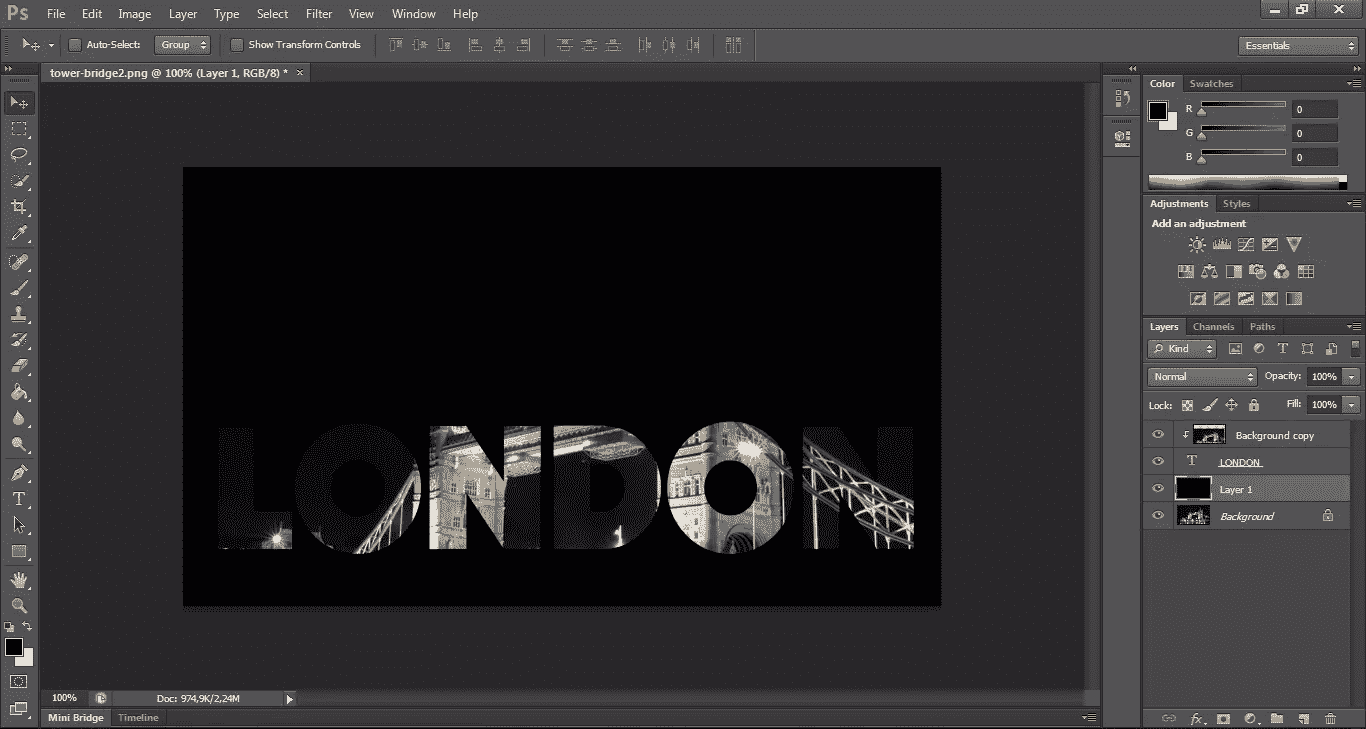 Ps File Edit Image Layer Type Select Filter View Window Help
Auto-Select: Group Show Transform Controls Essentials
tower-bridge2.png @ 100% (Layer 1, RGB/8) * ×
Color Swatches
R 0
G 0
B 0
Adjustments Styles
Add an adjustment
Layers Channels Paths
Kind T
Normal Opacity: 100%
Lock: Fill: 100%
Background copy
T LONDON
Layer 1
Background
LONDON
T
100% Doc: 974,9K/2,24M
Mini Bridge Timeline
fx